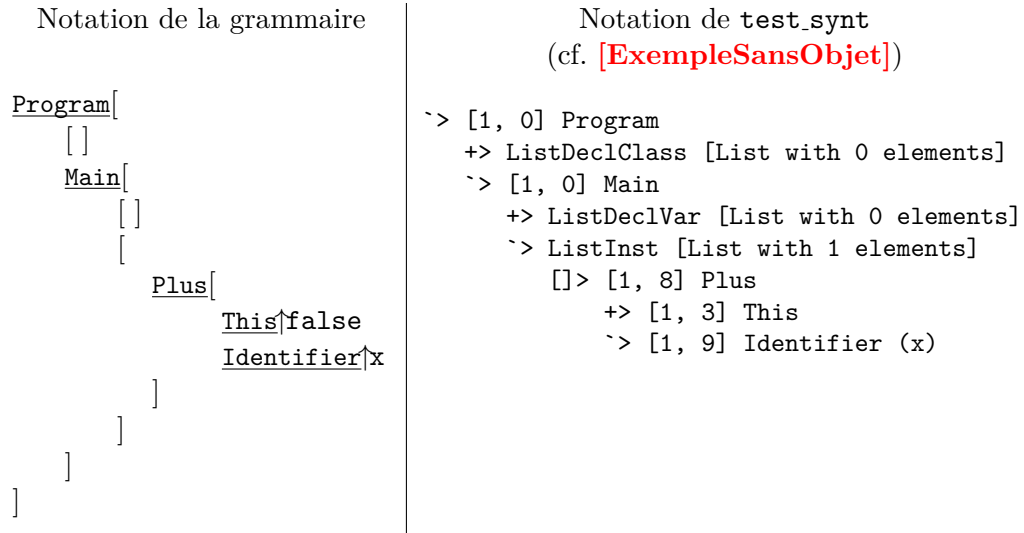 Notation de la grammaire
Program[
[ ]
Main[
[ ]
[
Plus[
This↑false
Identifier↑x
]
]
]
]
Notation de test_synt
(cf. [ExempleSansObjet])
`> [1, 0] Program
+> ListDeclClass [List with 0 elements]
`> [1, 0] Main
+> ListDeclVar [List with 0 elements]
`> ListInst [List with 1 elements]
[]> [1, 8] Plus
+> [1, 3] This
`> [1, 9] Identifier (x)